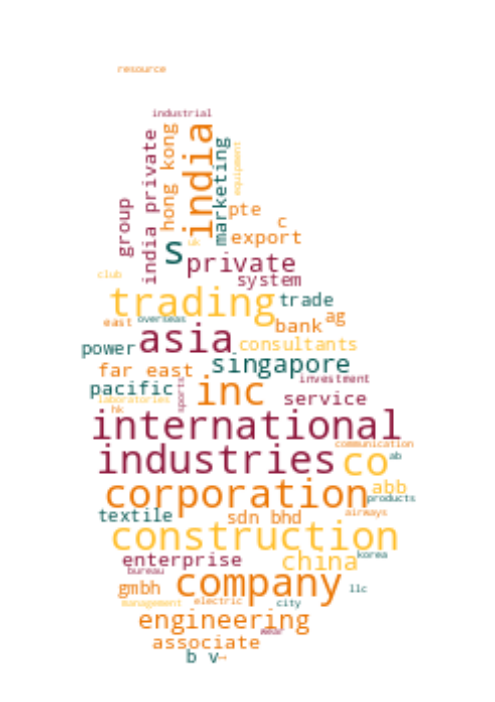 resource
industrial
india
hong kong
india private
marketing
equipment
group
pte
c
export
uk
s
private
system
club
trading
trade
overseas
east
ag
bank
asia
consultants
power
singapore
far east
investment
pacific
inc
sports
service
laboratories
hk
international
communication
ab
industries
co
abb
corporation
products
airways
textile
sdn bhd
construction
korea
enterprise
china
bureau
company
gmbh
llc
management
electric
city
engineering
associate
b v